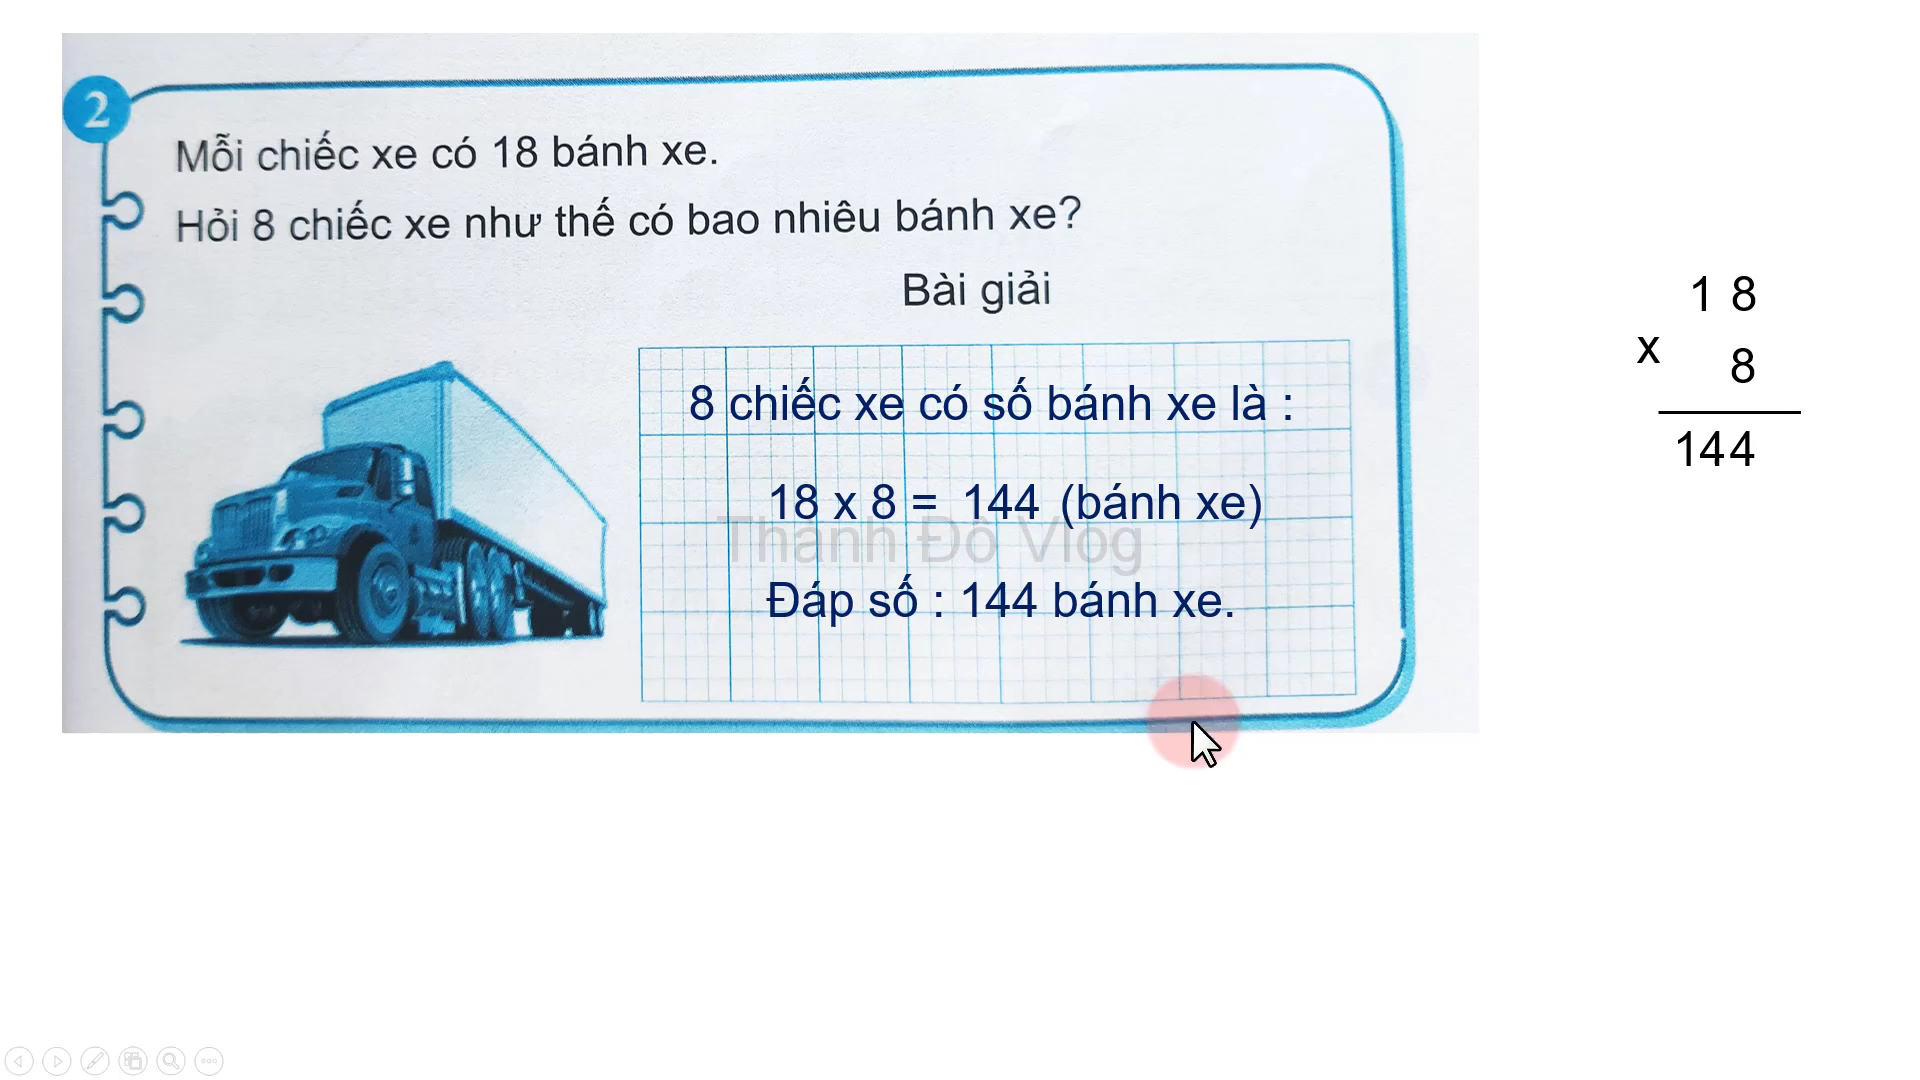 2
Mỗi chiếc xe có 18 bánh xe.
Hỏi 8 chiếc xe như thế có bao nhiêu bánh xe?
Bài giải
8 chiếc xe có số bánh xe là :
18 x 8 = 144 (bánh xe)
Thành Đô Vlog
Đáp số : 144 bánh xe.
1 8
x
8
144